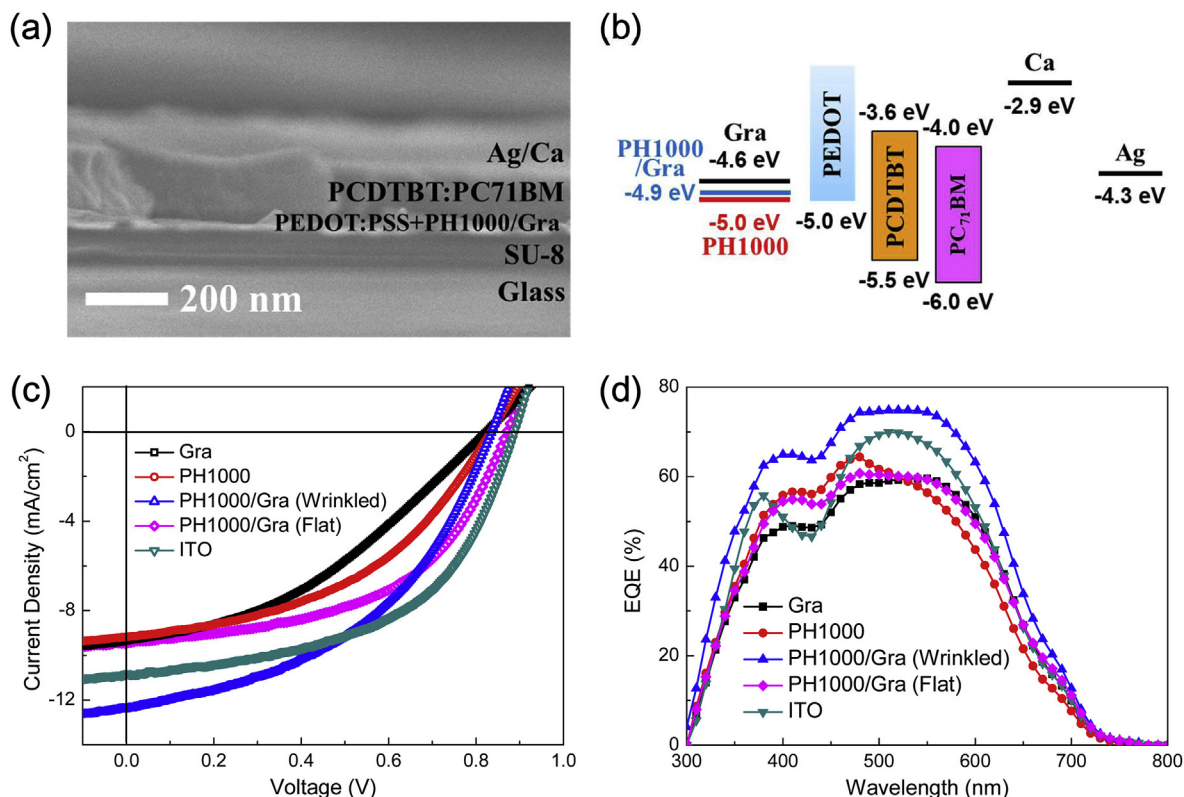 (a)
Ag/Ca
PCDTBT:PC71BM
PEDOT:PSS+PH1000/Gra
SU-8
Glass
200 nm
(b)
Gra
-4.6 eV
PH1000
/Gra
-4.9 eV
-5.0 eV
PH1000
PEDOT
-5.0 eV
-3.6 eV
PCDTBT
-5.5 eV
-4.0 eV
PC71BM
-6.0 eV
Ca
-2.9 eV
Ag
-4.3 eV
(c)
Current Density (mA/cm²)
0
-4
-8
-12
Gra
PH1000
PH1000/Gra (Wrinkled)
PH1000/Gra (Flat)
ITO
0.0 0.2 0.4 0.6 0.8 1.0
Voltage (V)
(d)
EQE (%)
80
60
40
20
0
Gra
PH1000
PH1000/Gra (Wrinkled)
PH1000/Gra (Flat)
ITO
300 400 500 600 700 800
Wavelength (nm)